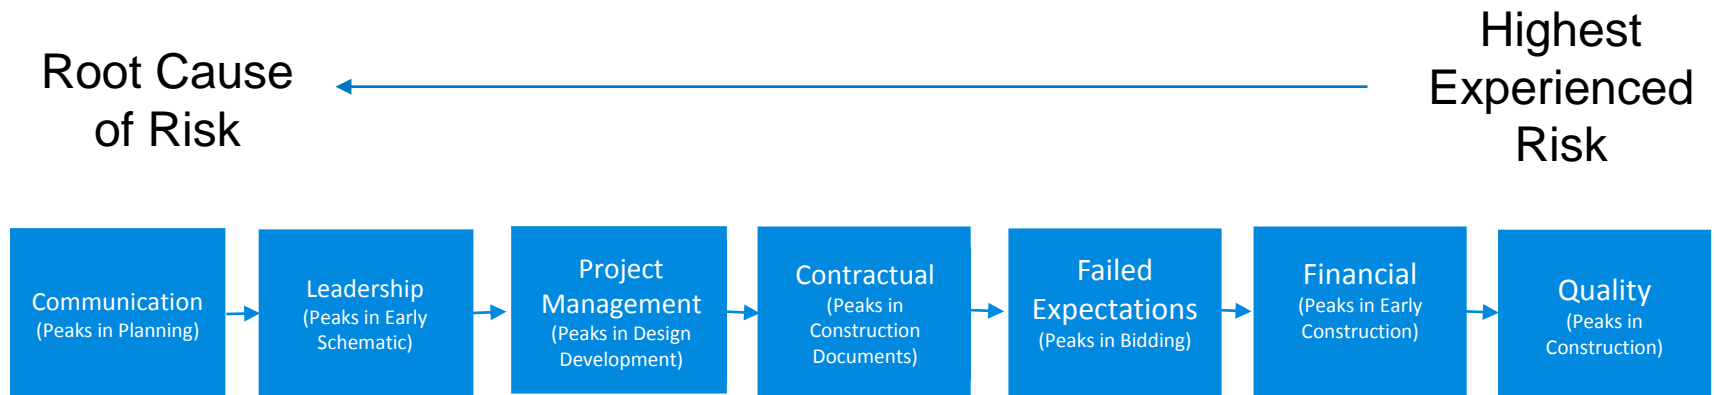 Root Cause
of Risk
Highest
Experienced
Risk
Communication
(Peaks in Planning)
Leadership
(Peaks in Early
Schematic)
Project
Management
(Peaks in Design
Development)
Contractual
(Peaks in
Construction
Documents)
Failed
Expectations
(Peaks in Bidding)
Financial
(Peaks in Early
Construction)
Quality
(Peaks in
Construction)